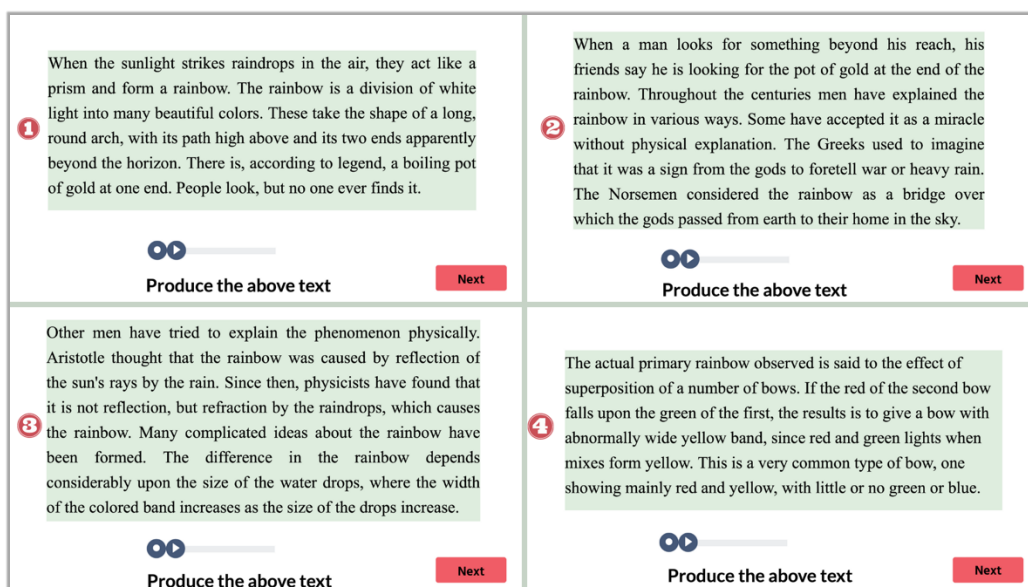 When the sunlight strikes raindrops in the air, they act like a
prism and form a rainbow. The rainbow is a division of white
light into many beautiful colors. These take the shape of a long,
1
round arch, with its path high above and its two ends apparently
beyond the horizon. There is, according to legend, a boiling pot
of gold at one end. People look, but no one ever finds it.
Produce the above text
Next
When a man looks for something beyond his reach, his
friends say he is looking for the pot of gold at the end of the
rainbow. Throughout the centuries men have explained the
2
rainbow in various ways. Some have accepted it as a miracle
without physical explanation. The Greeks used to imagine
that it was a sign from the gods to foretell war or heavy rain.
The Norsemen considered the rainbow as a bridge over
which the gods passed from earth to their home in the sky.
Produce the above text
Next
Other men have tried to explain the phenomenon physically.
Aristotle thought that the rainbow was caused by reflection of
the sun's rays by the rain. Since then, physicists have found that
it is not reflection, but refraction by the raindrops, which causes
3
the rainbow. Many complicated ideas about the rainbow have
been formed. The difference in the rainbow depends
considerably upon the size of the water drops, where the width
of the colored band increases as the size of the drops increase.
Produce the above text
Next
The actual primary rainbow observed is said to the effect of
superposition of a number of bows. If the red of the second bow
falls upon the green of the first, the results is to give a bow with
4
abnormally wide yellow band, since red and green lights when
mixes form yellow. This is a very common type of bow, one
showing mainly red and yellow, with little or no green or blue.
Produce the above text
Next